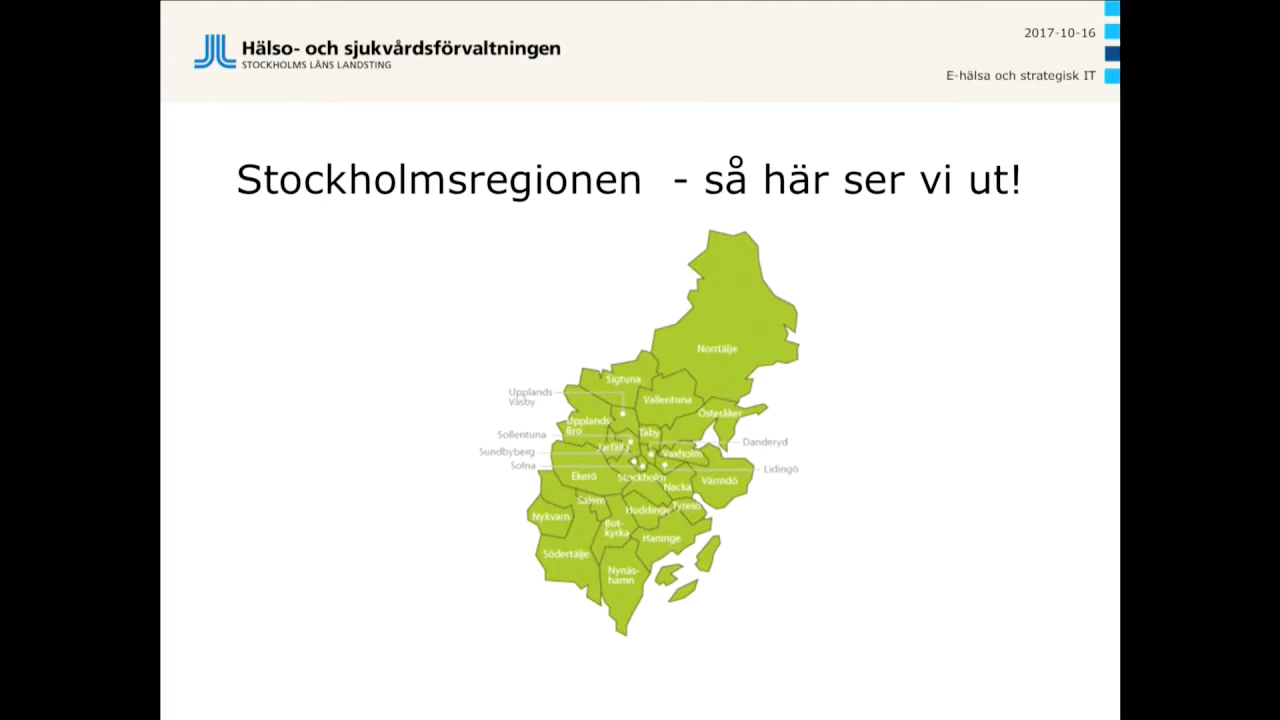 Hälso- och sjukvårdsförvaltningen
STOCKHOLMS LÄNS LANDSTING
2017-10-16
E-hälsa och strategisk IT
Stockholmsregionen - så här ser vi ut!
Norrtälje
Sigtuna
Upplands
Väsby
Vallentuna
Österåker
Upplands
Bro
Täby
Sollentuna
Danderyd
Järfälla
Sundbyberg
Vaxholm
Solna
Lidingö
Ekerö
Stockholm
Värmdö
Nacka
Salem
Tyresö
Huddinge
Nykvarn
Bot-
kyrka
Haninge
Södertälje
Nynäs-
hamn